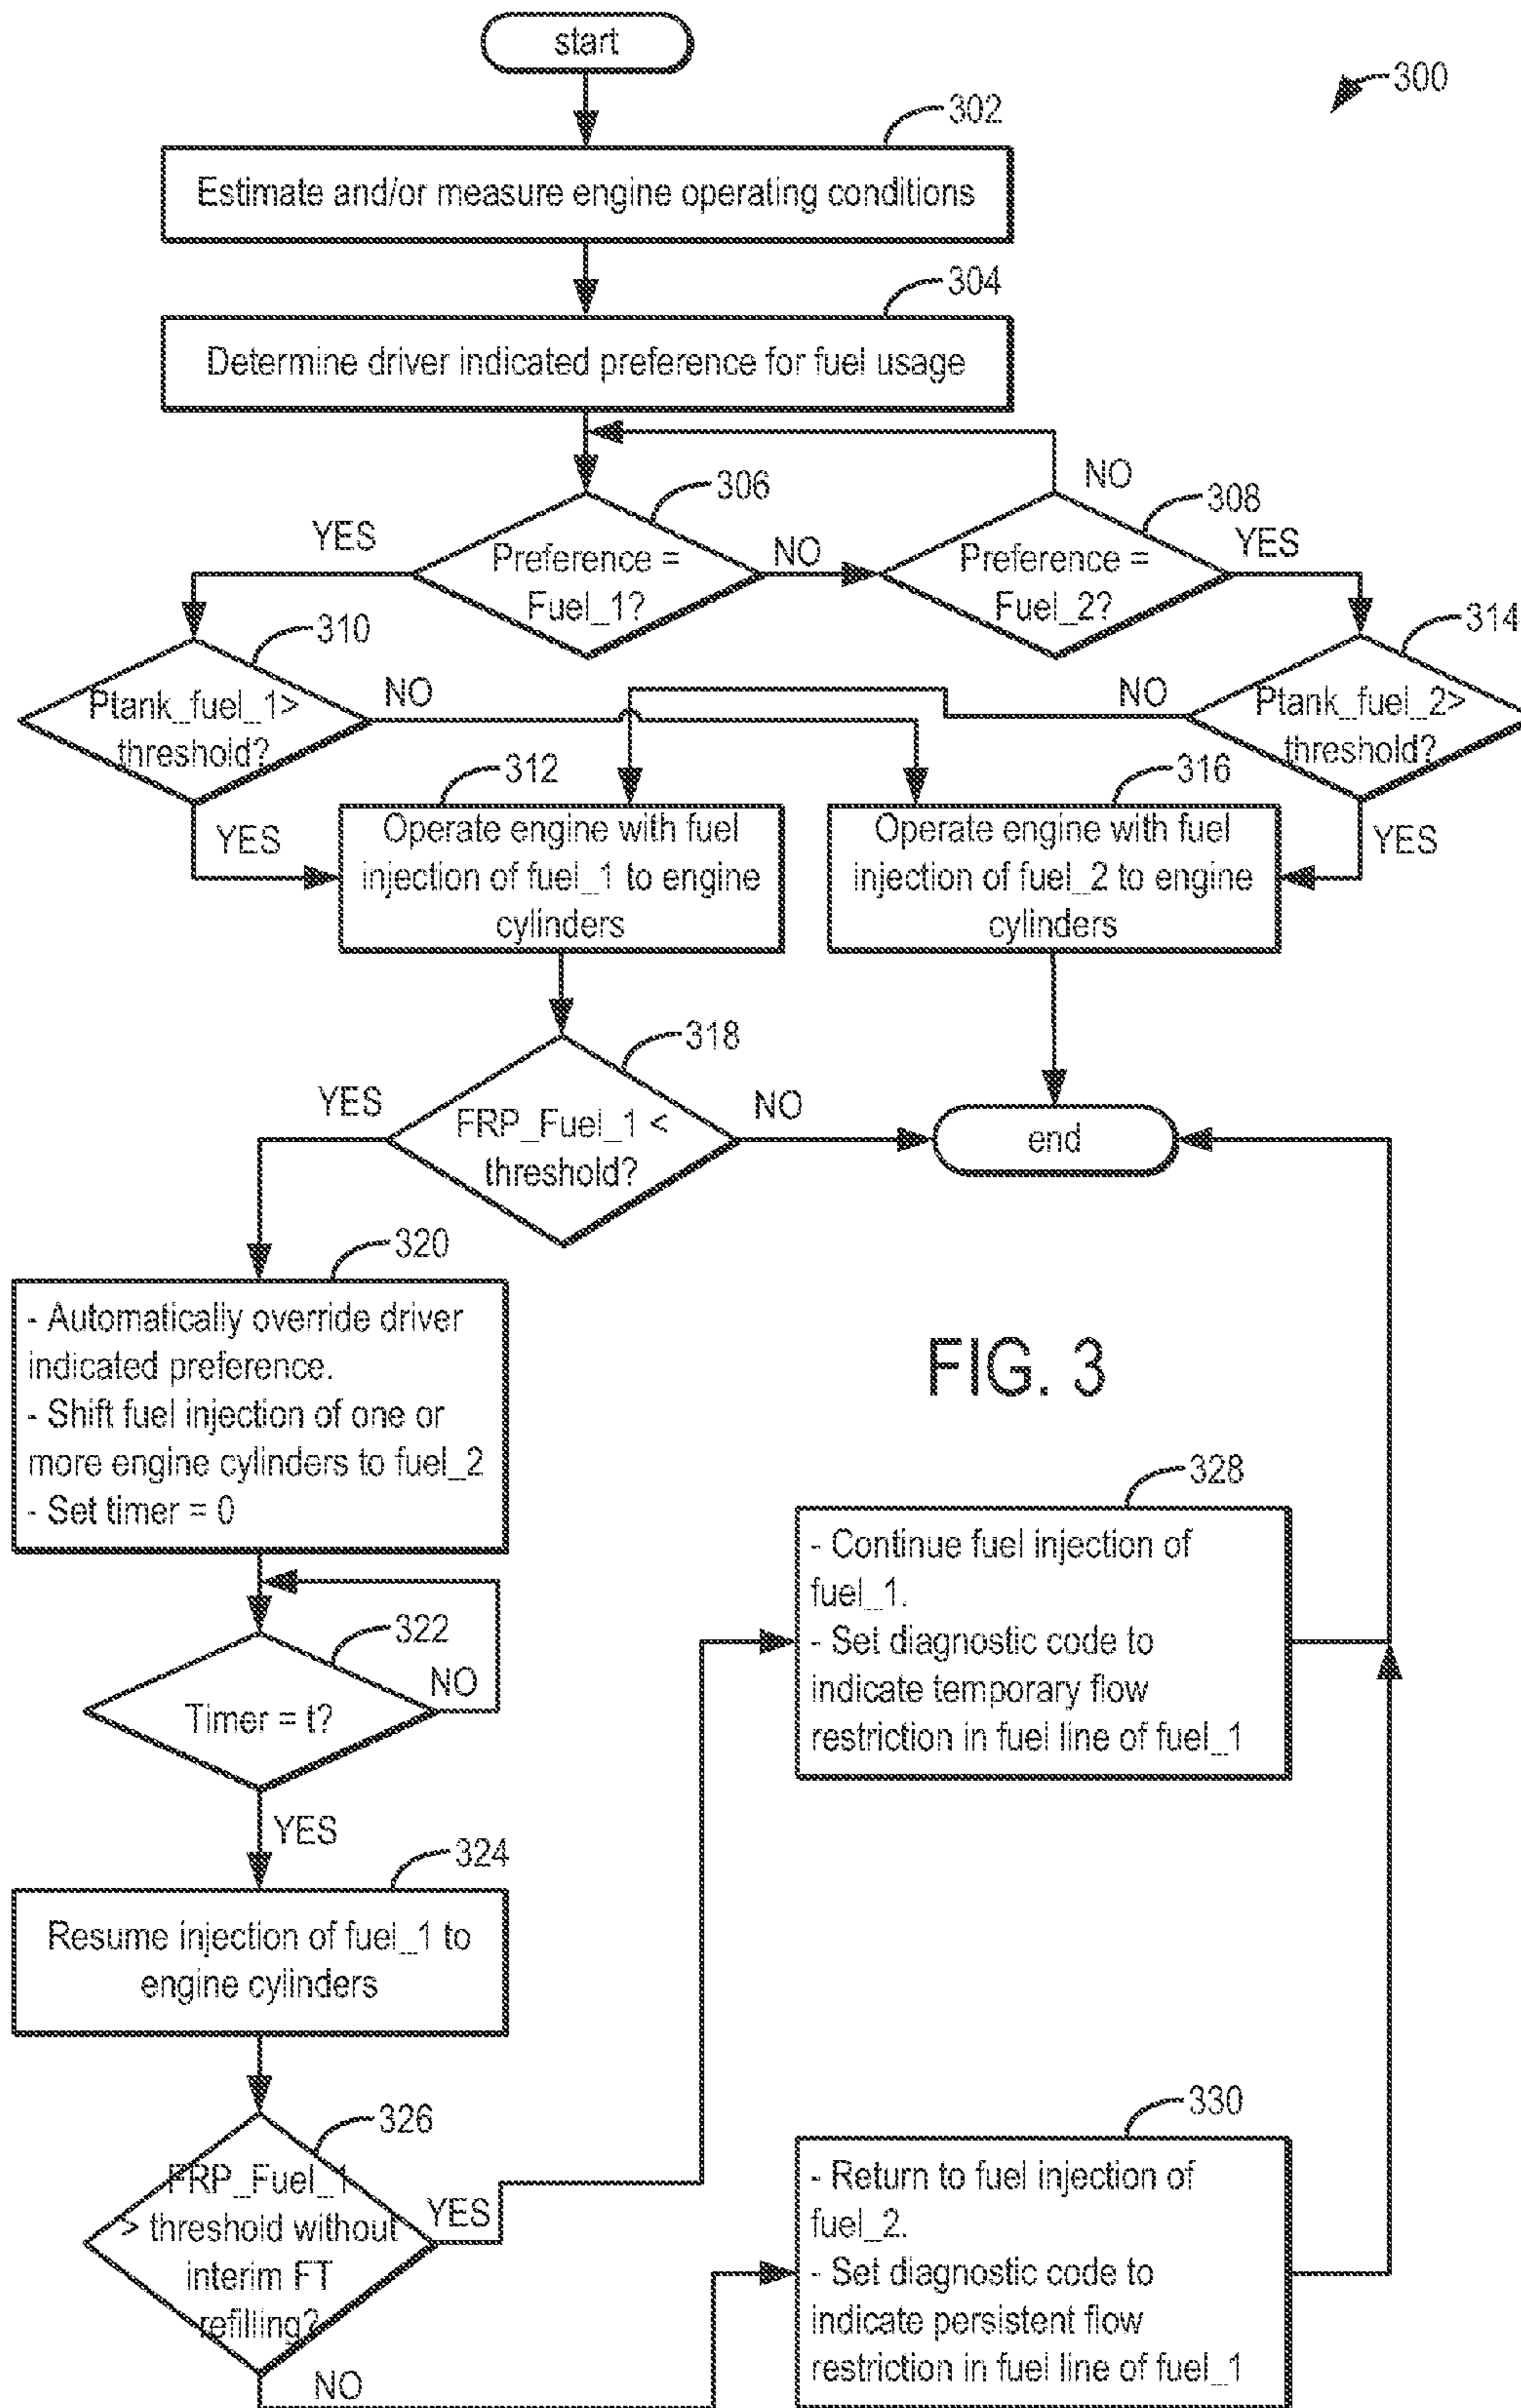 start
300
302
Estimate and/or measure engine operating conditions
304
Determine driver indicated preference for fuel usage
306
NO
308
YES
Preference =
Fuel_1?
NO
Preference =
Fuel_2?
YES
310
314
Ptank_fuel_1>
threshold?
NO
NO
Ptank_fuel_2>
threshold?
312
316
YES
Operate engine with fuel
injection of fuel_1 to engine
cylinders
Operate engine with fuel
injection of fuel_2 to engine
cylinders
YES
318
YES
FRP_Fuel_1 <
threshold?
NO
end
320
- Automatically override driver
indicated preference.
- Shift fuel injection of one or
more engine cylinders to fuel_2
- Set timer = 0
FIG. 3
322
Timer = t?
NO
YES
328
- Continue fuel injection of
fuel_1.
- Set diagnostic code to
indicate temporary flow
restriction in fuel line of fuel_1
324
Resume injection of fuel_1 to
engine cylinders
326
FRP_Fuel_1
> threshold without
interim FT
refilling?
YES
NO
330
- Return to fuel injection of
fuel_2.
- Set diagnostic code to
indicate persistent flow
restriction in fuel line of fuel_1